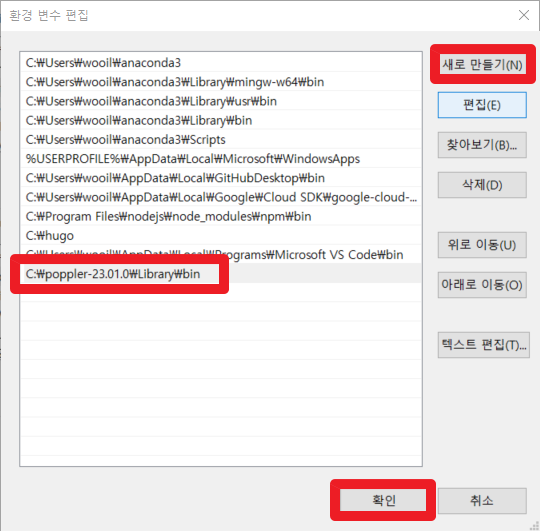 환경 변수 편집
C:₩Users₩wooil₩anaconda3
C:₩Users₩wooil₩anaconda3₩Library₩mingw-w64₩bin
C:₩Users₩wooil₩anaconda3₩Library₩usr₩bin
C:₩Users₩wooil₩anaconda3₩Library₩bin
C:₩Users₩wooil₩anaconda3₩Scripts
%USERPROFILE%₩AppData₩Local₩Microsoft₩WindowsApps
C:₩Users₩wooil₩AppData₩Local₩GitHubDesktop₩bin
C:₩Users₩wooil₩AppData₩Local₩Google₩Cloud SDK₩google-cloud-...
C:₩Program Files₩nodejs₩node_modules₩npm₩bin
C:₩hugo
C:₩Users₩wooil₩AppData₩Local₩Programs₩Microsoft VS Code₩bin
C:₩poppler-23.01.0₩Library₩bin
새로 만들기(N)
편집(E)
찾아보기(B)...
삭제(D)
위로 이동(U)
아래로 이동(O)
텍스트 편집(T)...
확인
취소